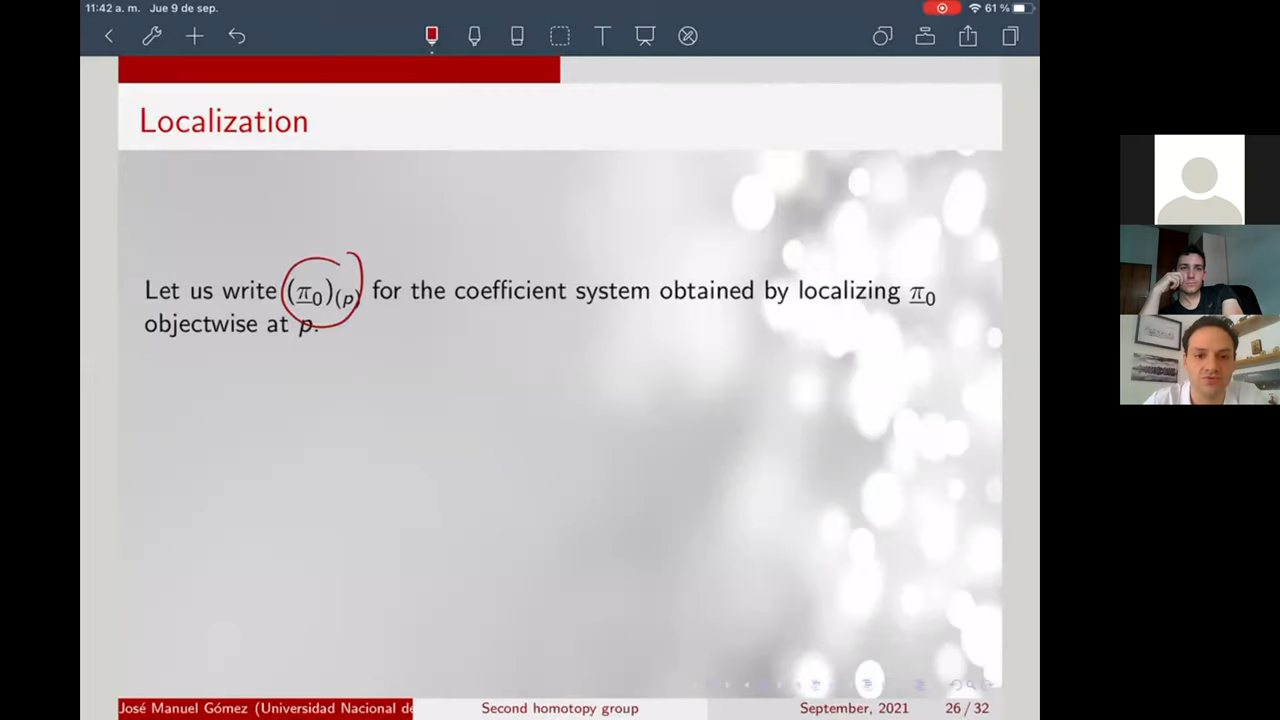 11:42 a. m. Jue 9 de sep.
61 %
Localization
Let us write (π₀)₍ₚ₎ for the coefficient system obtained by localizing π₀
objectwise at p.
José Manuel Gómez (Universidad Nacional de
Second homotopy group
September, 2021
26 / 32